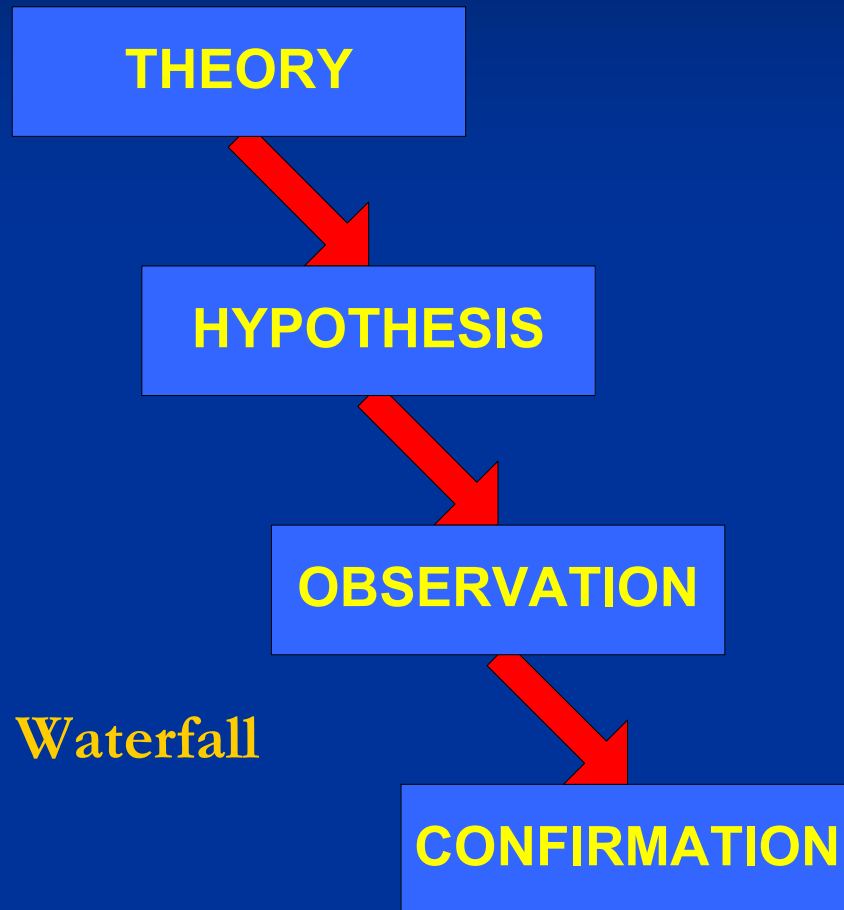 THEORY
HYPOTHESIS
OBSERVATION
Waterfall
CONFIRMATION